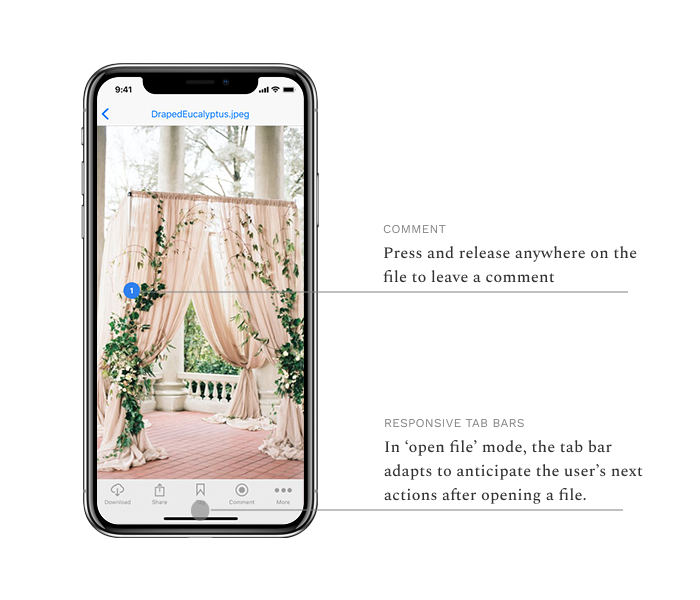 9:41
DrapedEucalyptus.jpeg
COMMENT
Press and release anywhere on the
file to leave a comment
1
RESPONSIVE TAB BARS
In ‘open file’ mode, the tab bar
adapts to anticipate the user’s next
actions after opening a file.
Download Share Comment More